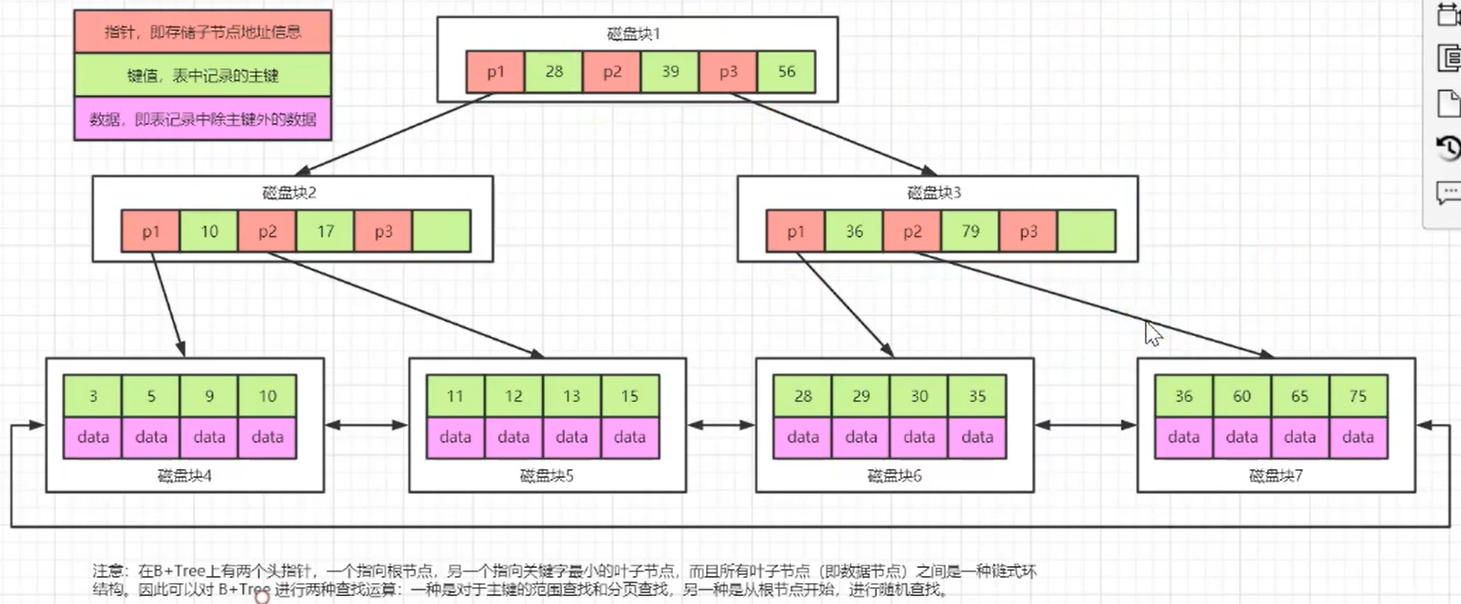 指针，即存储子节点地址信息
键值，表中记录的主键
数据，即表记录中除主键外的数据
磁盘块1
p1 28 p2 39 p3 56
磁盘块2
p1 10 p2 17 p3
磁盘块3
p1 36 p2 79 p3
3 5 9 10
data data data data
磁盘块4
11 12 13 15
data data data data
磁盘块5
28 29 30 35
data data data data
磁盘块6
36 60 65 75
data data data data
磁盘块7
注意：在B+Tree上有两个头指针，一个指向根节点，另一个指向关键字最小的叶子节点，而且所有叶子节点（即数据节点）之间是一种链式环
结构。因此可以对 B+Tree 进行两种查找运算：一种是对于主键的范围查找和分页查找，另一种是从根节点开始，进行随机查找。